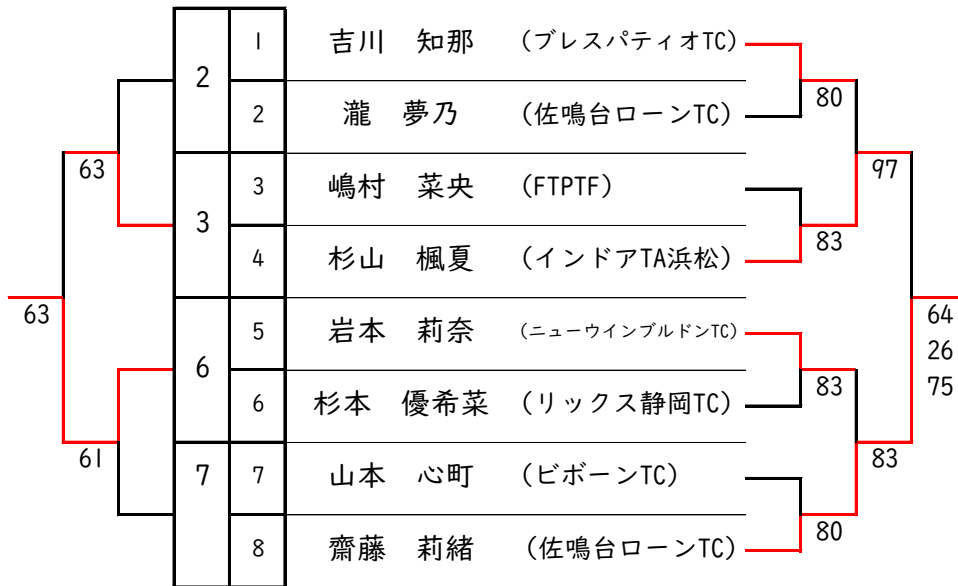 1 吉川 知那 (ブレスパティオTC)
2 80
2 瀧 夢乃 (佐鳴台ローンTC)
63 97
3 嶋村 菜央 (FTPTF)
3 83
4 杉山 楓夏 (インドアTA浜松)
63 64
5 岩本 莉奈 (ニューウインブルドンTC)
26
6 83 75
6 杉本 優希菜 (リックス静岡TC)
61 83
7 7 山本 心町 (ビボーンTC)
80
8 齋藤 莉緒 (佐鳴台ローンTC)